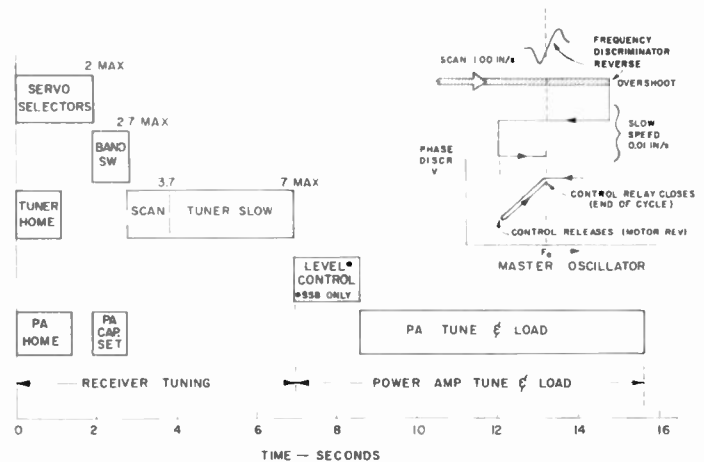 2 MAX
SERVO
SELECTORS
2 7 MAX
BAND
SW
TUNER
HOME
3.7
7 MAX
SCAN
TUNER SLOW
LEVEL•
CONTROL
•SSB ONLY
PA
HOME
PA
CAP.
SET
PA TUNE & LOAD
RECEIVER TUNING
POWER AMP TUNE & LOAD
0 2 4 6 8 10 12 14 16
TIME — SECONDS
FREQUENCY
DISCRIMINATOR
REVERSE
SCAN 1.00 IN/s
OVERSHOOT
SLOW
SPEED
0.01 IN/s
PHASE
DISCR
V
CONTROL RELAY CLOSES
(END OF CYCLE)
CONTROL RELEASES (MOTOR REV)
F₀
MASTER OSCILLATOR